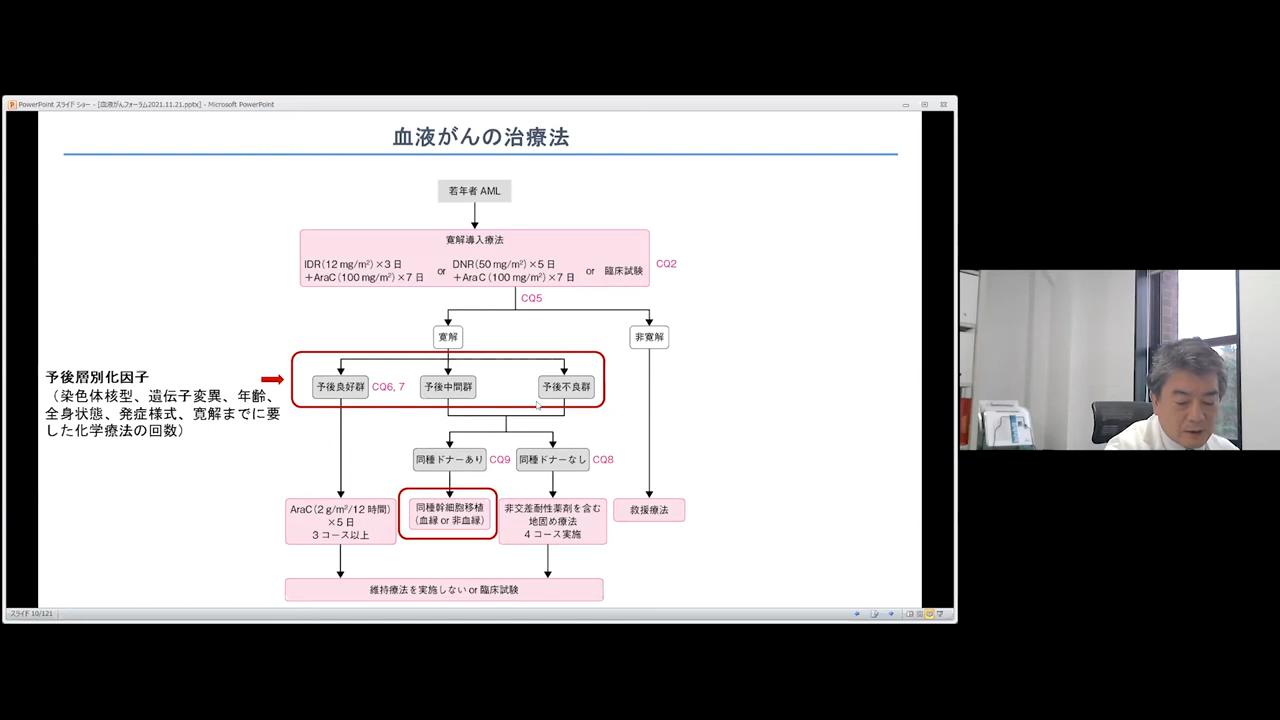 PowerPoint スライド ショー - [血液がんフォーラム2021.11.21.pptx] - Microsoft PowerPoint
血液がんの治療法
若年者 AML
寛解導入療法
IDR(12 mg/m²)×3 日
+AraC(100 mg/m²)×7 日
or
DNR(50 mg/m²)×5 日
+AraC(100 mg/m²)×7 日
or 臨床試験
CQ2
CQ5
寛解
非寛解
予後層別化因子
(染色体核型、遺伝子変異、年齢、
全身状態、発症様式、寛解までに要
した化学療法の回数)
予後良好群
CQ6, 7
予後中間群
予後不良群
同種ドナーあり
CQ9
同種ドナーなし
CQ8
AraC(2 g/m²/12 時間)
×5 日
3 コース以上
同種幹細胞移植
(血縁 or 非血縁)
非交差耐性薬剤を含む
地固め療法
4 コース実施
救援療法
維持療法を実施しない or 臨床試験
スライド 10/121